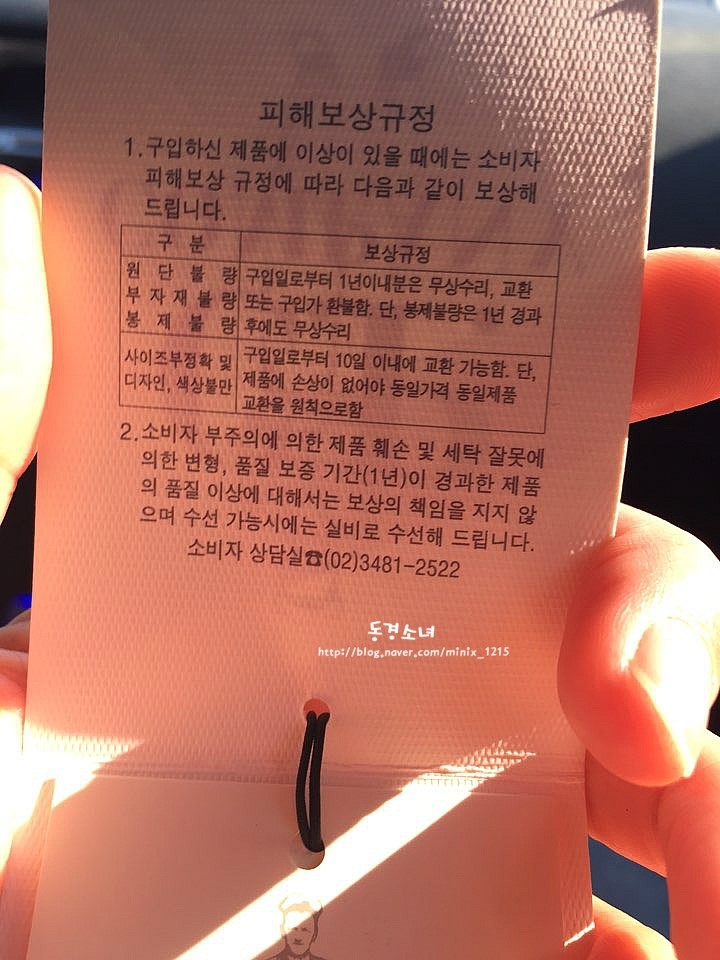 피해보상규정
1. 구입하신 제품에 이상이 있을 때에는 소비자
피해보상 규정에 따라 다음과 같이 보상해
드립니다.
구 분
보상규정
원 단 불 량
부 자 재 불 량
봉 제 불 량
구입일로부터 1년이내분은 무상수리, 교환
또는 구입가 환불함. 단, 봉제불량은 1년 경과
후에도 무상수리
사이즈부정확 및
디자인, 색상불만
구입일로부터 10일 이내에 교환 가능함. 단,
제품에 손상이 없어야 동일가격 동일제품
교환을 원칙으로함
2. 소비자 부주의에 의한 제품 훼손 및 세탁 잘못에
의한 변형, 품질 보증 기간(1년)이 경과한 제품
의 품질 이상에 대해서는 보상의 책임을 지지 않
으며 수선 가능시에는 실비로 수선해 드립니다.
소비자 상담실☎(02)3481-2522
동경소녀
http://blog.naver.com/minix_1215